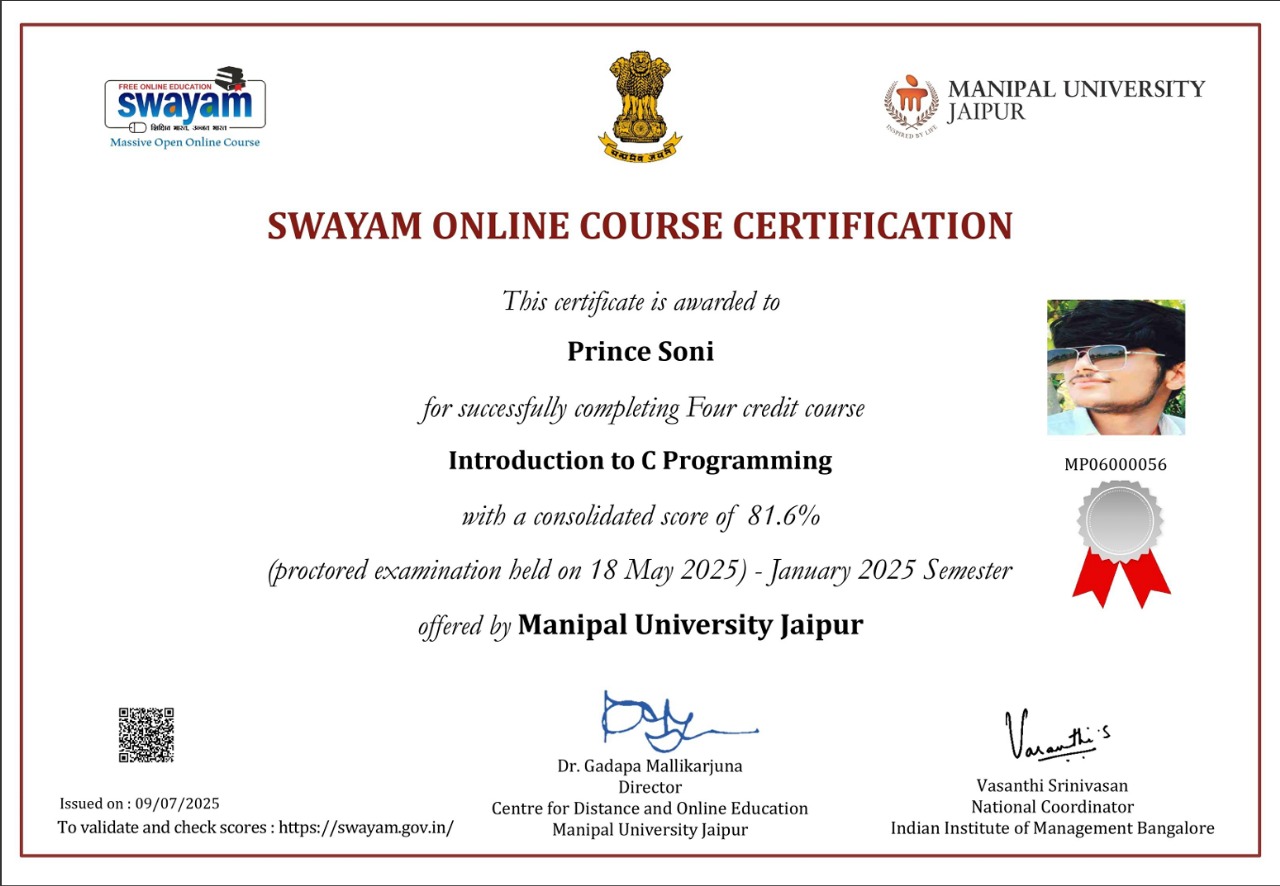 FREE ONLINE EDUCATION
swayam
शिक्षित भारत, उन्नत भारत
Massive Open Online Course
सत्यमेव जयते
MANIPAL UNIVERSITY
JAIPUR
INSPIRED BY LIFE
SWAYAM ONLINE COURSE CERTIFICATION
This certificate is awarded to
Prince Soni
for successfully completing Four credit course
Introduction to C Programming
with a consolidated score of 81.6%
(proctored examination held on 18 May 2025) - January 2025 Semester
offered by Manipal University Jaipur
MP06000056
Dr. Gadapa Mallikarjuna
Director
Centre for Distance and Online Education
Manipal University Jaipur
Varanthi's
Vasanthi Srinivasan
National Coordinator
Indian Institute of Management Bangalore
Issued on : 09/07/2025
To validate and check scores : https://swayam.gov.in/